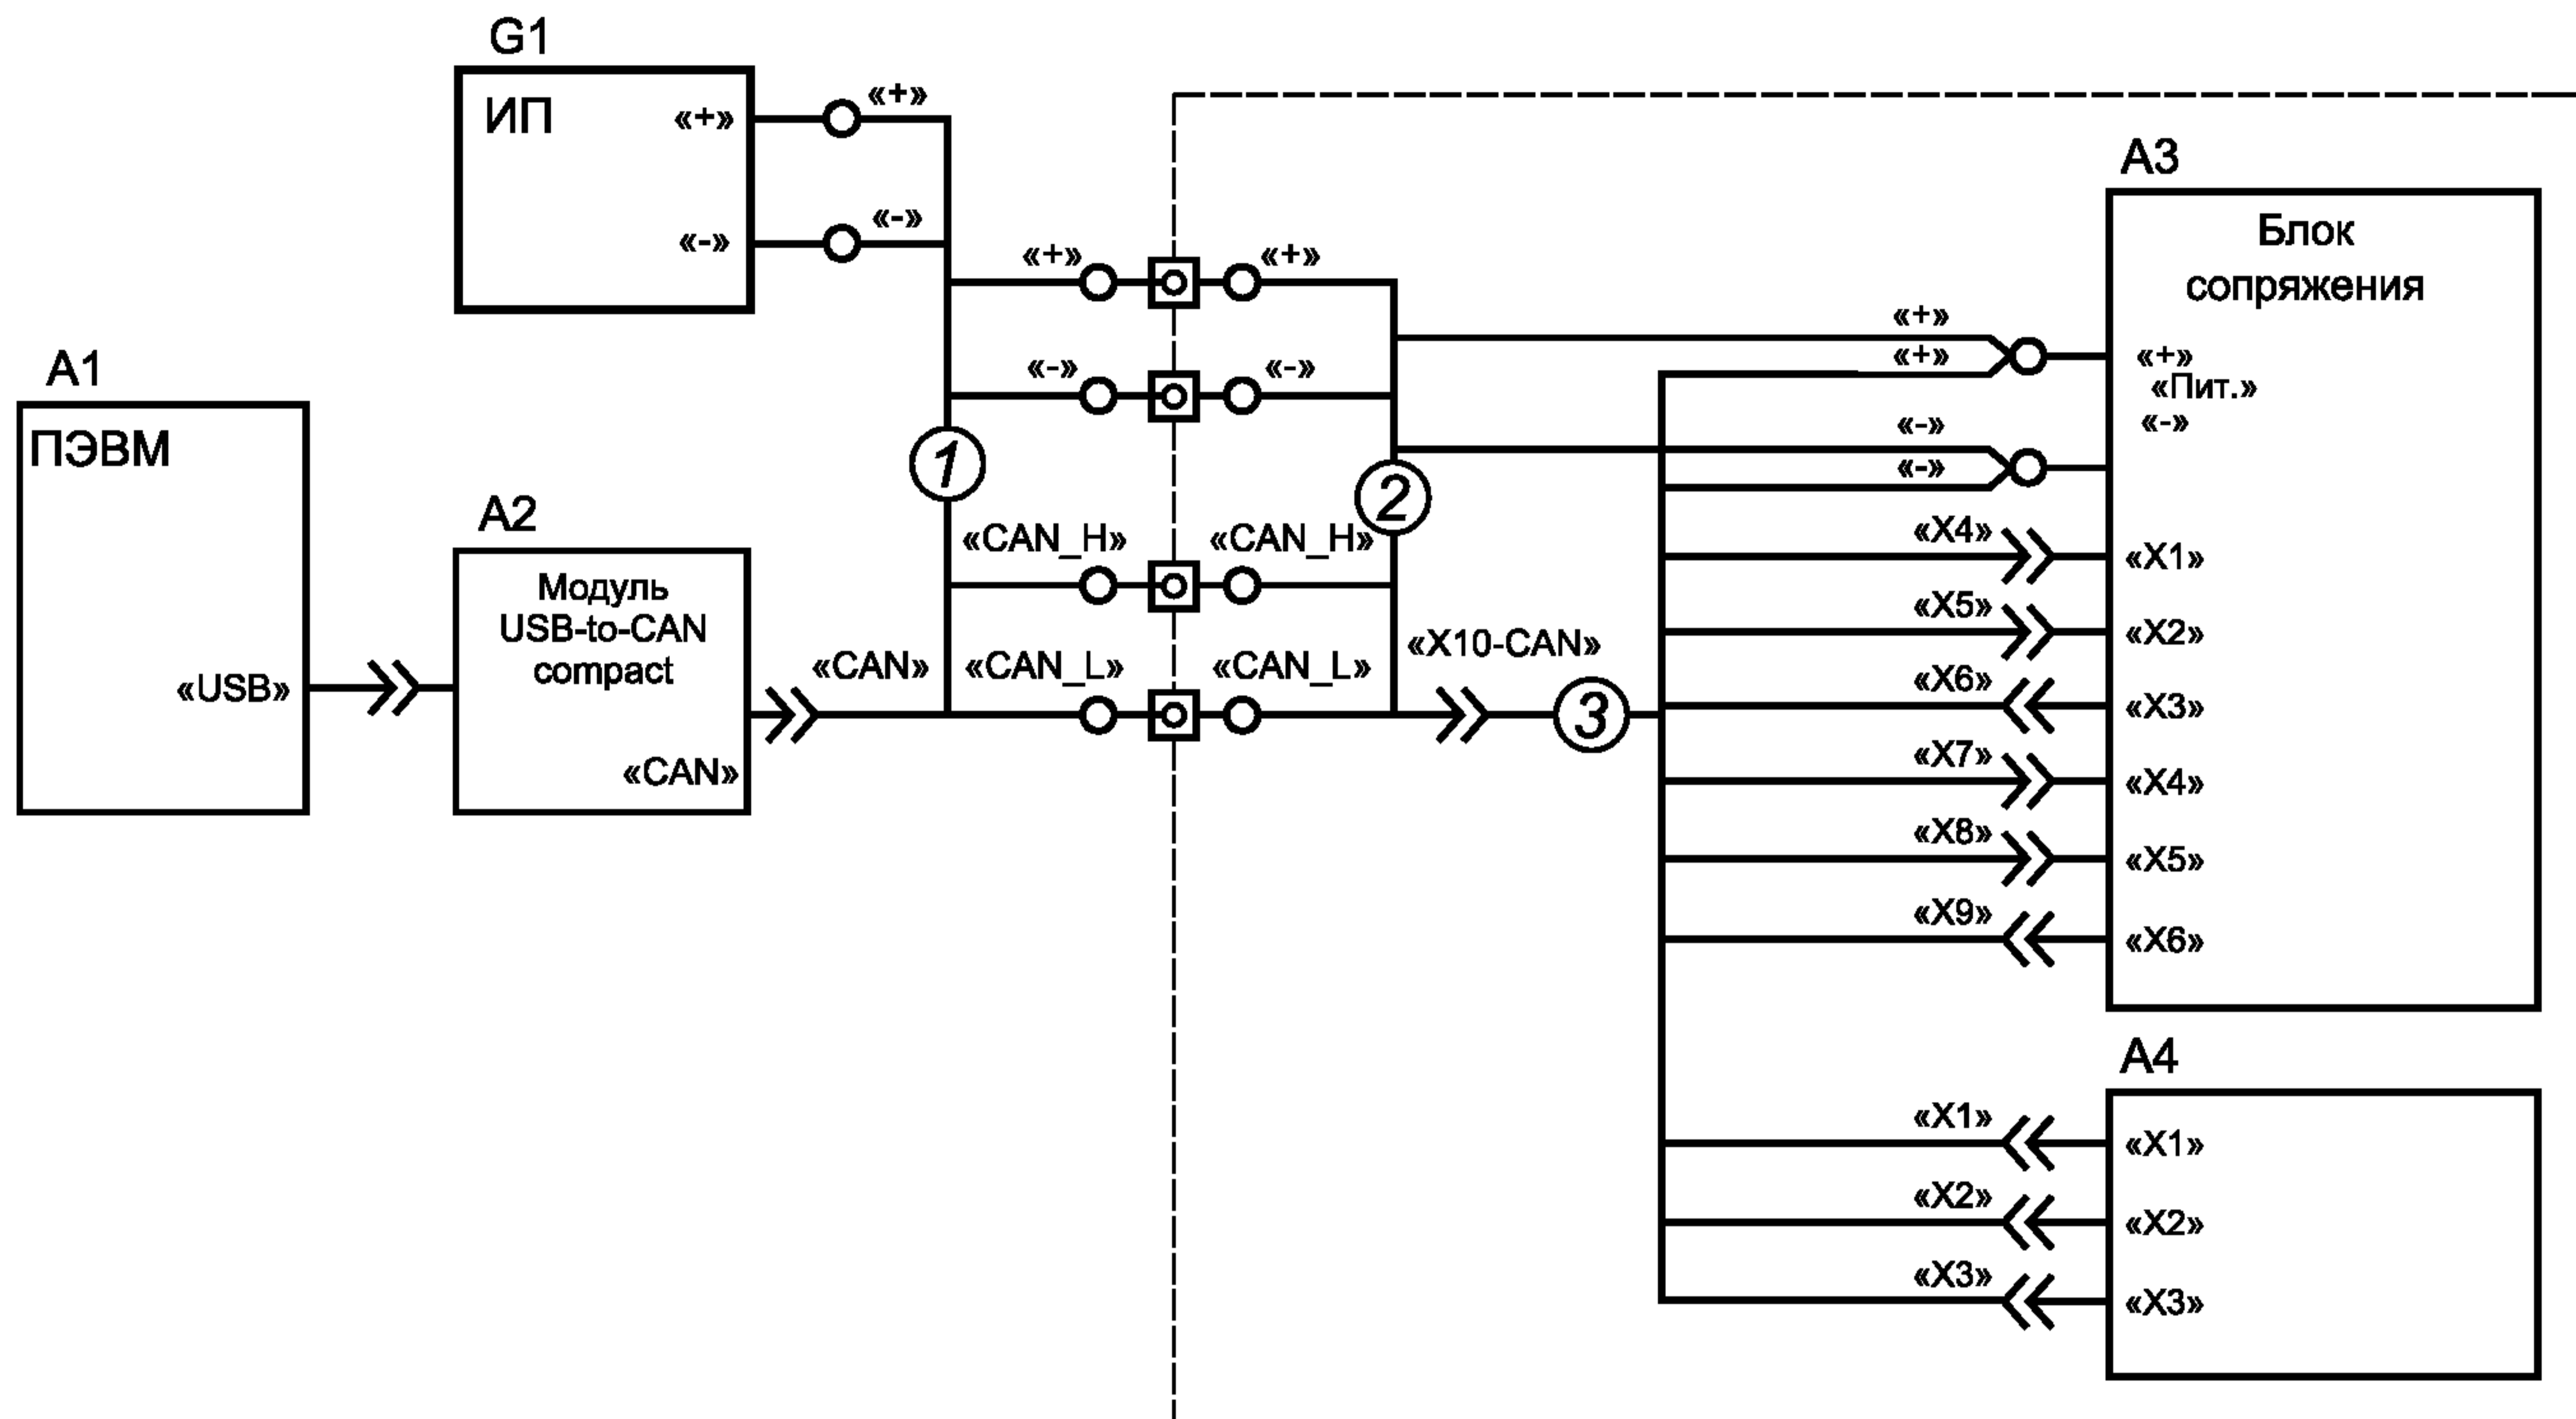 G1
ИП
«+»
«+»
«-»
«-»
A1
ПЭВМ
«USB»
A2
Модуль
USB-to-CAN
compact
«CAN»
«CAN»
«+»
«+»
«-»
«-»
1
2
«CAN_H»
«CAN_H»
«CAN_L»
«CAN_L»
«X10-CAN»
3
A3
Блок
сопряжения
«+»
«+»
«+»
«Пит.»
«-»
«-»
«-»
«X4»
«X1»
«X5»
«X2»
«X6»
«X3»
«X7»
«X4»
«X8»
«X5»
«X9»
«X6»
A4
«X1»
«X1»
«X2»
«X2»
«X3»
«X3»